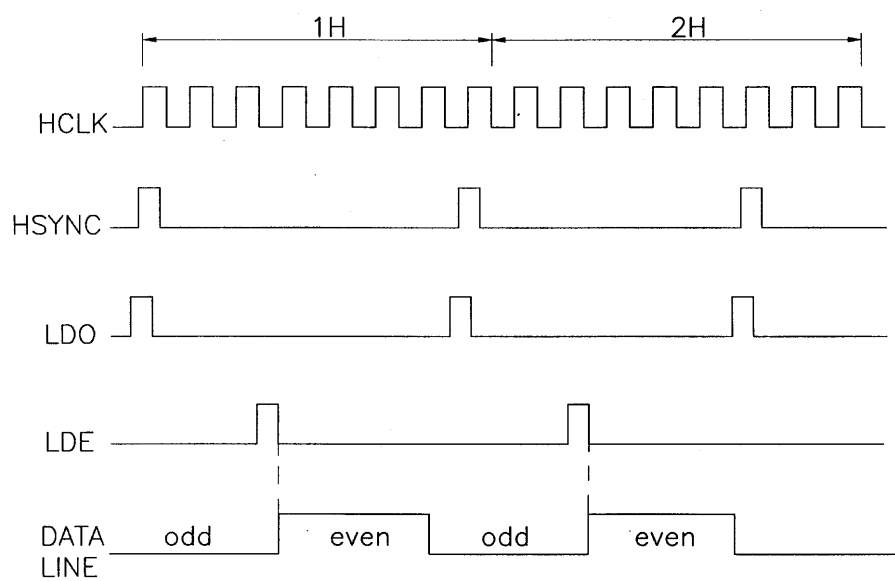 1H
2H
HCLK
HSYNC
LDO
LDE
DATA
LINE
odd
even
odd
even